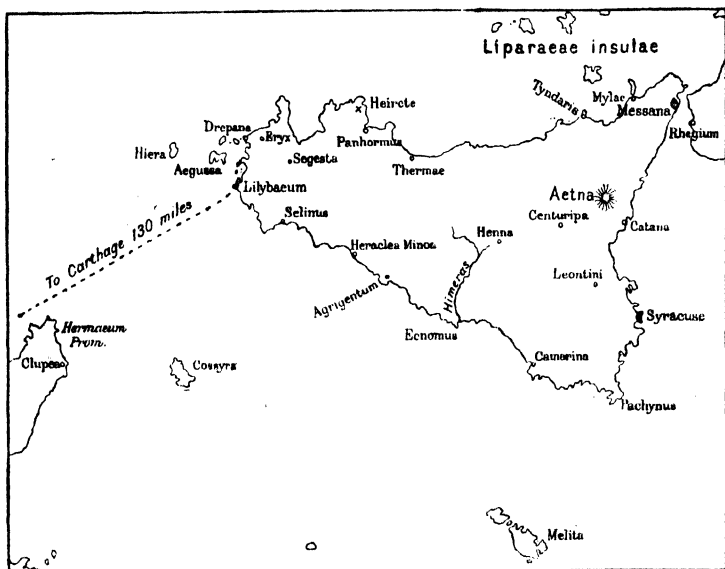 Liparaeae insulae
Heircte
Tyndaris
Mylae
Messana
Rhegium
Drepana
Eryx
Panhormus
Hiera
Segesta
Aegussa
Thermae
Lilybaeum
Aetna
To Carthage 130 miles
Selinus
Centuripa
Catana
Henna
Heraclea Minoa
Himeras
Leontini
Agrigentum
Hermaeum
Prom.
Ecnomus
Syracuse
Clupea
Cossyra
Camerina
Pachynus
Melita